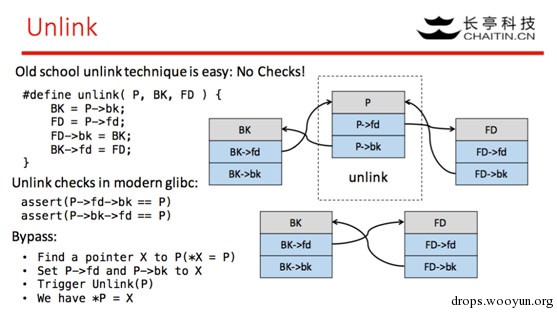 Unlink
长亭科技
CHAITIN.CN
Old school unlink technique is easy: No Checks!
#define unlink( P, BK, FD ) {
BK = P->bk;
FD = P->fd;
FD->bk = BK;
BK->fd = FD;
}
Unlink checks in modern glibc:
assert(P->fd->bk == P)
assert(P->bk->fd == P)
Bypass:
• Find a pointer X to P(*X = P)
• Set P->fd and P->bk to X
• Trigger Unlink(P)
• We have *P = X
P
P->fd
P->bk
unlink
BK
BK->fd
BK->bk
FD
FD->fd
FD->bk
BK
BK->fd
BK->bk
FD
FD->fd
FD->bk
drops.wooyun.org